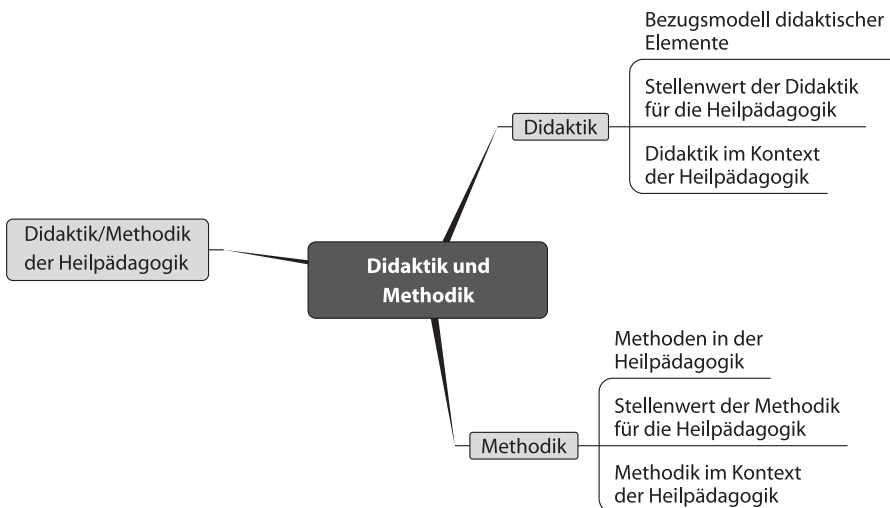 Bezugsmodell didaktischer
Elemente
Stellenwert der Didaktik
für die Heilpädagogik
Didaktik
Didaktik im Kontext
der Heilpädagogik
Didaktik/Methodik
der Heilpädagogik
Didaktik und
Methodik
Methoden in der
Heilpädagogik
Stellenwert der Methodik
für die Heilpädagogik
Methodik
Methodik im Kontext
der Heilpädagogik